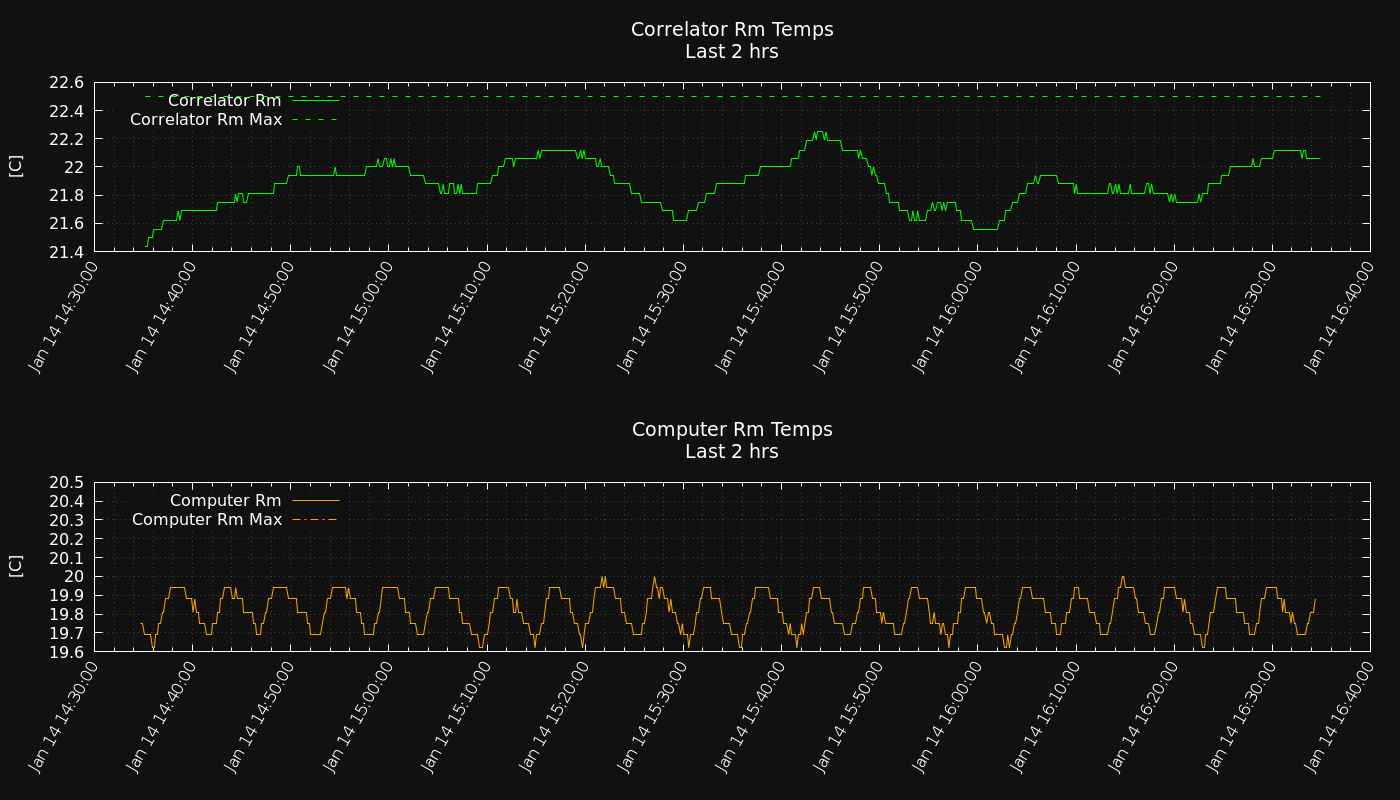 Correlator Rm Temps
Last 2 hrs
[C]
22.6
22.4
22.2
22
21.8
21.6
21.4
Correlator Rm
Correlator Rm Max
Jan 14 14:30:00
Jan 14 14:40:00
Jan 14 14:50:00
Jan 14 15:00:00
Jan 14 15:10:00
Jan 14 15:20:00
Jan 14 15:30:00
Jan 14 15:40:00
Jan 14 15:50:00
Jan 14 16:00:00
Jan 14 16:10:00
Jan 14 16:20:00
Jan 14 16:30:00
Jan 14 16:40:00
Computer Rm Temps
Last 2 hrs
[C]
20.5
20.4
20.3
20.2
20.1
20
19.9
19.8
19.7
19.6
Computer Rm
Computer Rm Max
Jan 14 14:30:00
Jan 14 14:40:00
Jan 14 14:50:00
Jan 14 15:00:00
Jan 14 15:10:00
Jan 14 15:20:00
Jan 14 15:30:00
Jan 14 15:40:00
Jan 14 15:50:00
Jan 14 16:00:00
Jan 14 16:10:00
Jan 14 16:20:00
Jan 14 16:30:00
Jan 14 16:40:00